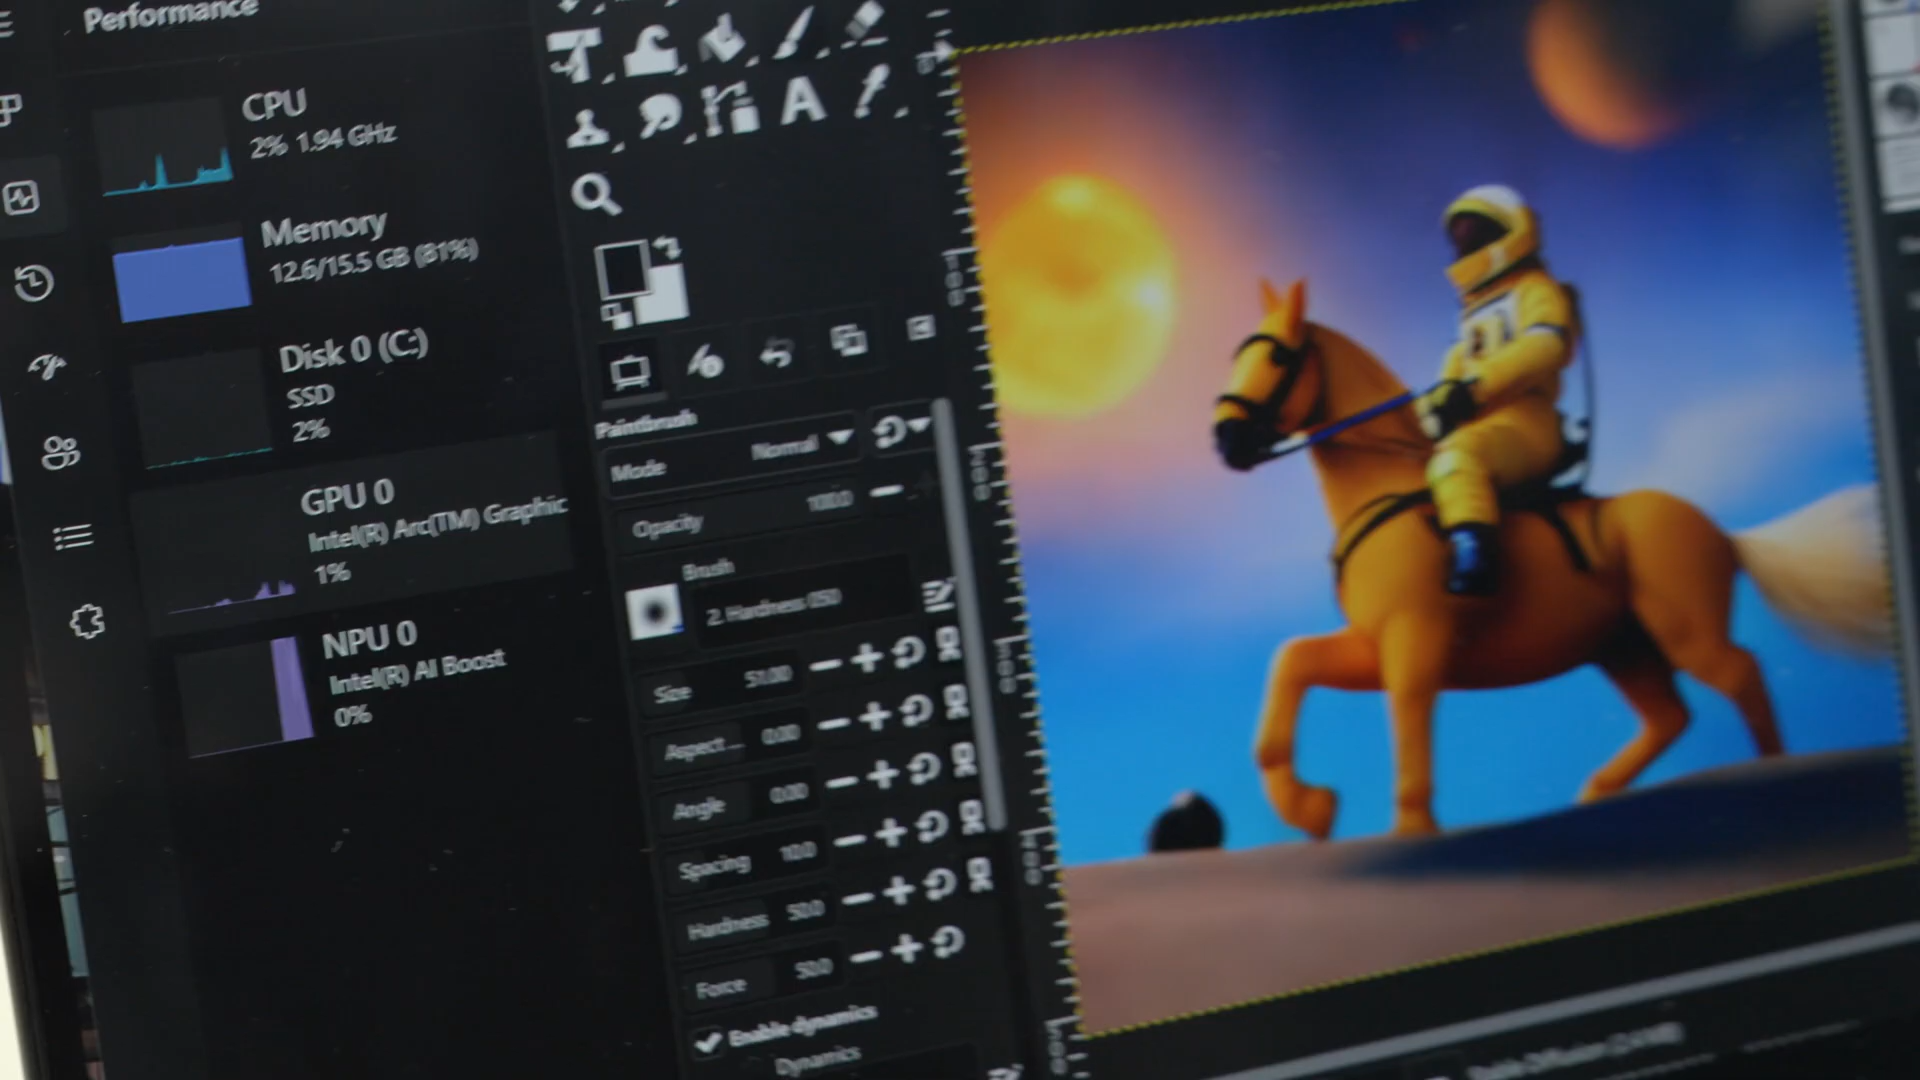 Performance
CPU
2% 1.94 GHz
Memory
12.6/15.5 GB (81%)
Disk 0 (C:)
SSD
2%
GPU 0
Intel(R) Arc(TM) Graphic
1%
NPU 0
Intel(R) AI Boost
0%
A
Paintbrush
Mode Normal
Opacity 100.0
Brush
2. Hardness 050
Size 51.00
Aspect ... 0.00
Angle 0.00
Spacing 10.0
Hardness 50.0
Force 50.0
Enable dynamics
Dynamics